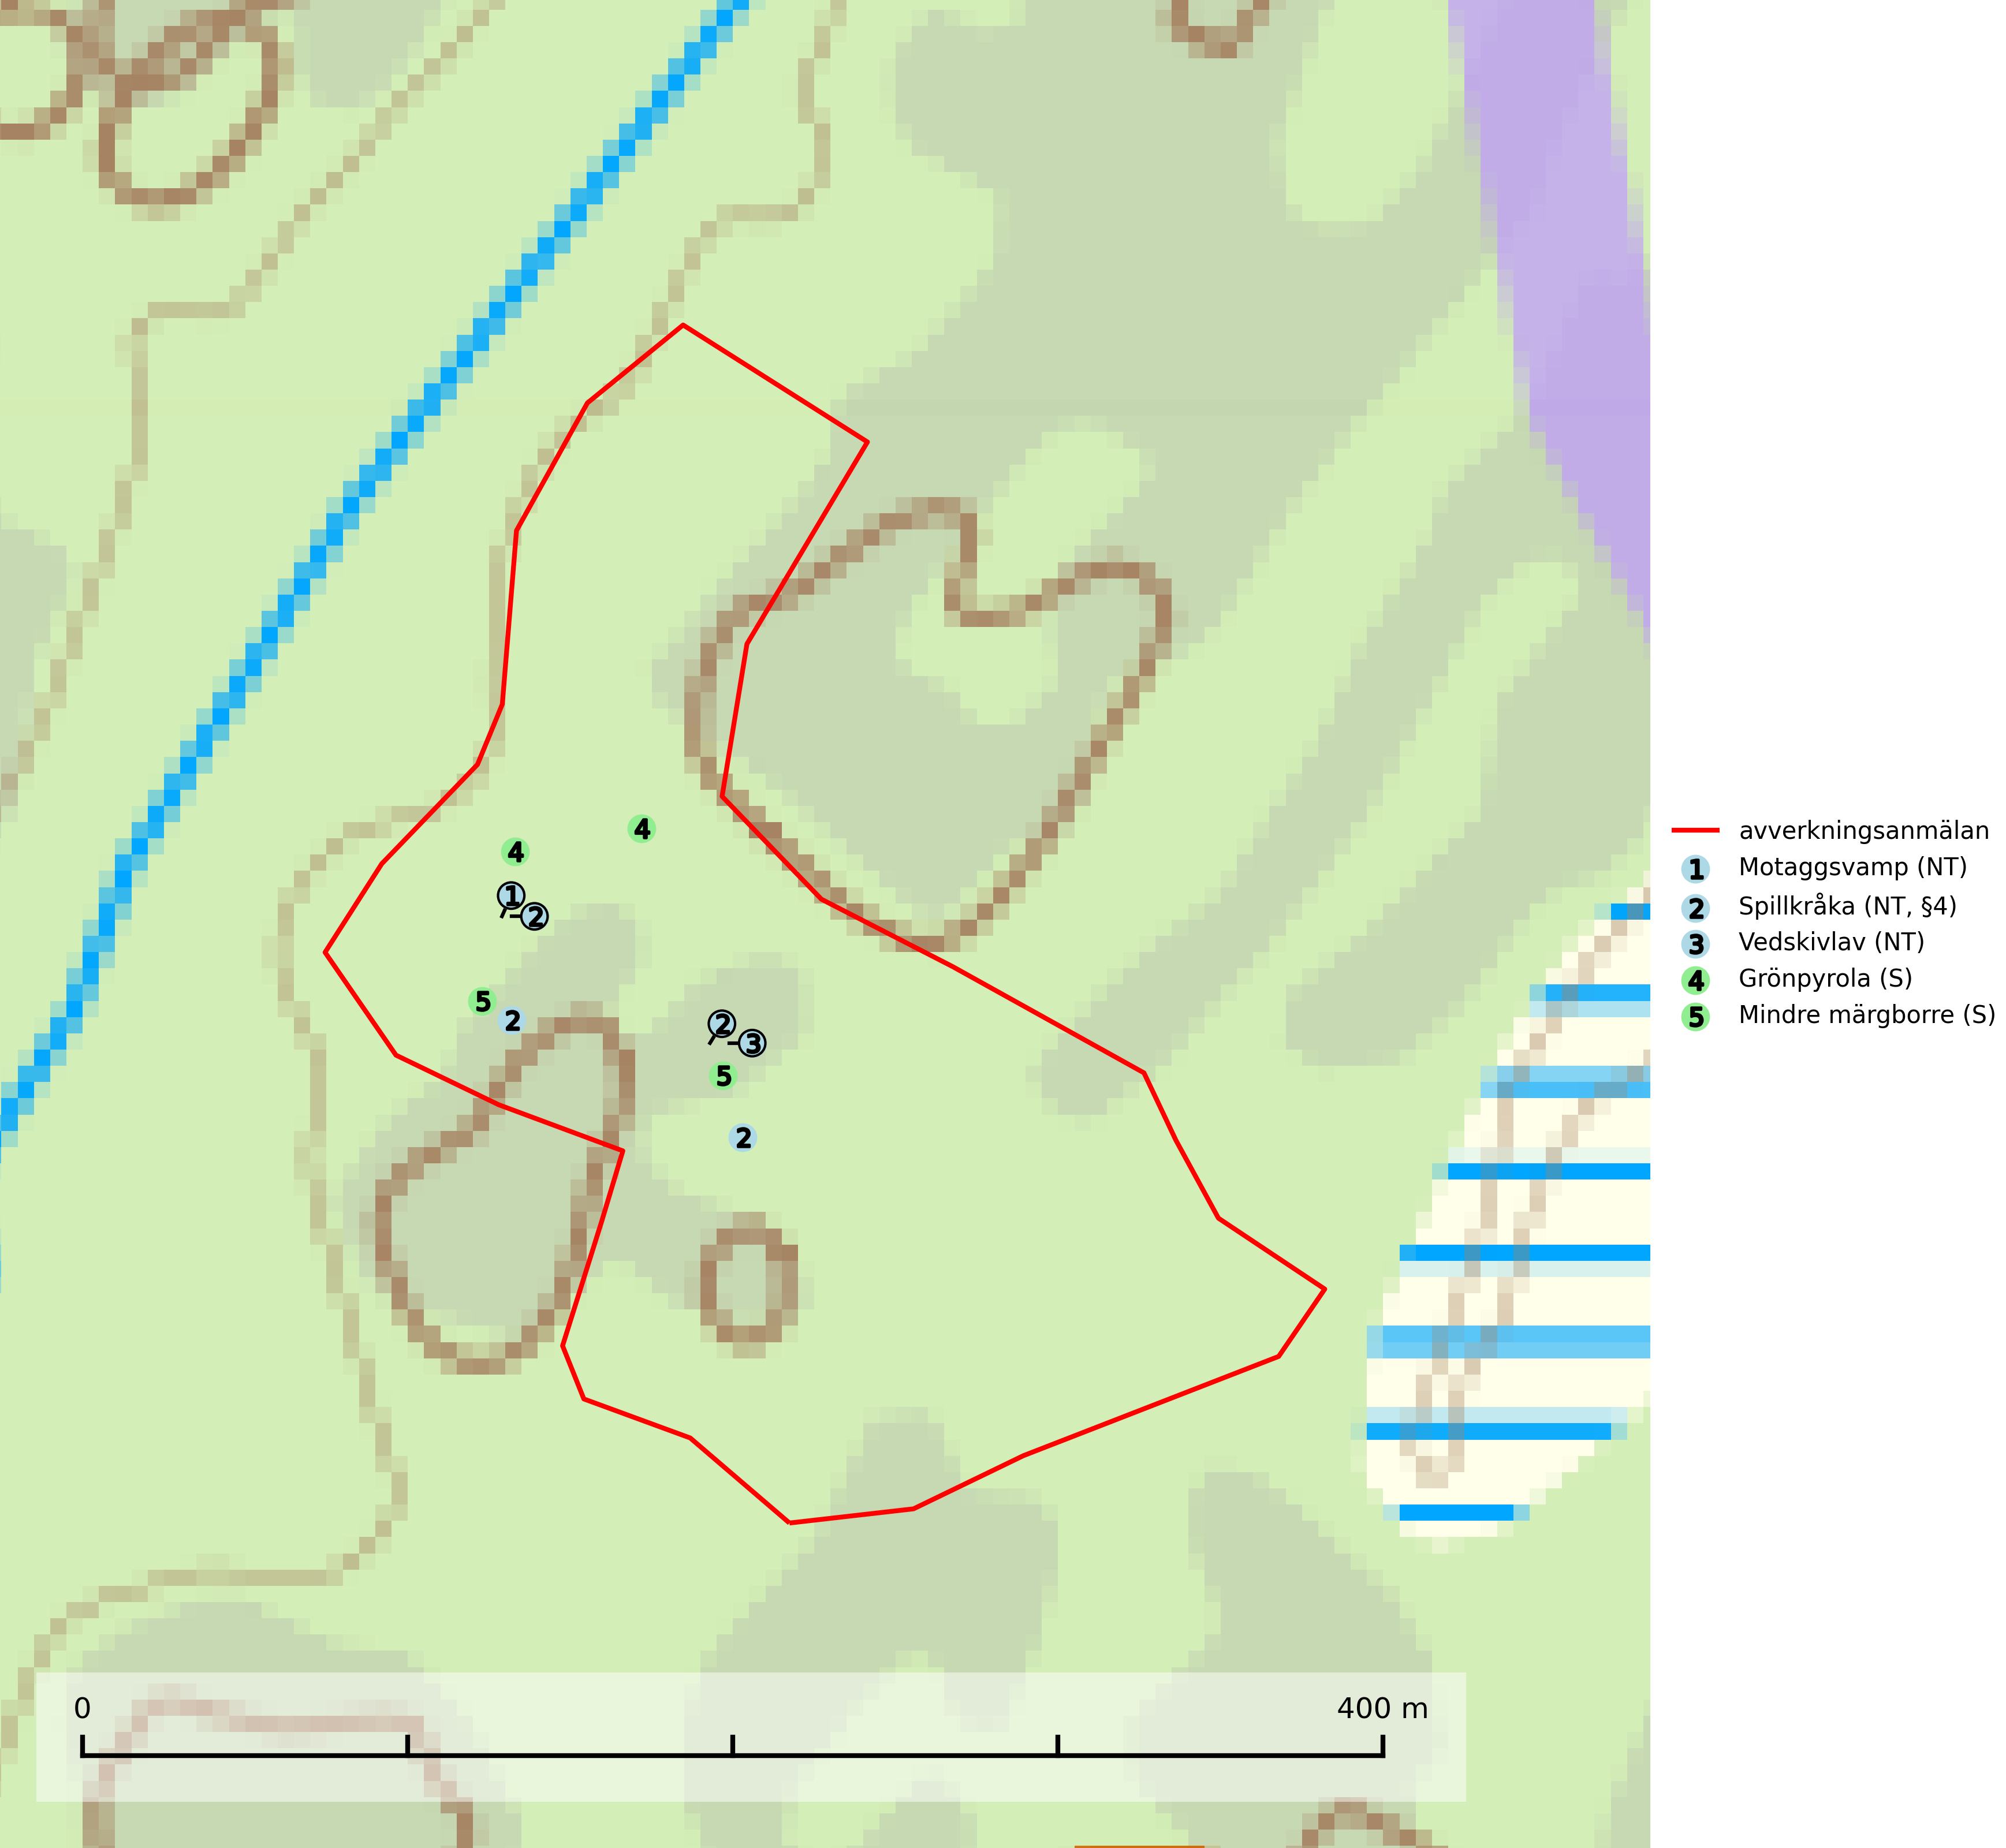 4
4
1
2
5
2
2
3
5
2
avverkningsanmälan
1 Motaggsvamp (NT)
2 Spillkråka (NT, §4)
3 Vedskivlav (NT)
4 Grönpyrola (S)
5 Mindre märgborre (S)
0 400 m